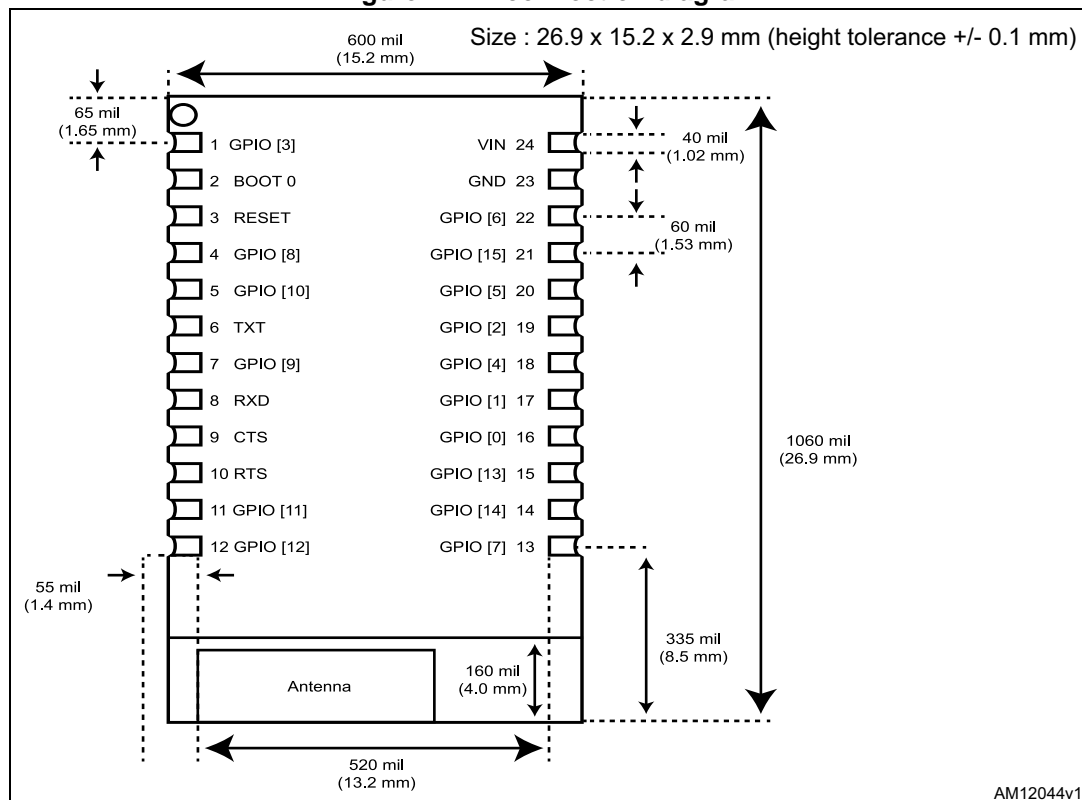 Size : 26.9 x 15.2 x 2.9 mm (height tolerance +/- 0.1 mm)
600 mil
(15.2 mm)
65 mil
(1.65 mm)
1 GPIO [3]
2 BOOT 0
3 RESET
4 GPIO [8]
5 GPIO [10]
6 TXT
7 GPIO [9]
8 RXD
9 CTS
10 RTS
11 GPIO [11]
12 GPIO [12]
VIN 24
GND 23
GPIO [6] 22
GPIO [15] 21
GPIO [5] 20
GPIO [2] 19
GPIO [4] 18
GPIO [1] 17
GPIO [0] 16
GPIO [13] 15
GPIO [14] 14
GPIO [7] 13
40 mil
(1.02 mm)
60 mil
(1.53 mm)
1060 mil
(26.9 mm)
55 mil
(1.4 mm)
335 mil
(8.5 mm)
160 mil
(4.0 mm)
Antenna
520 mil
(13.2 mm)
AM12044v1